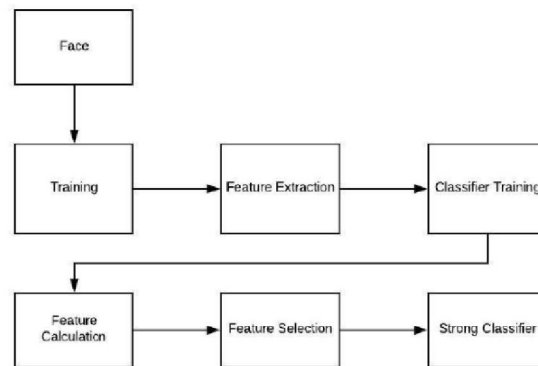 Face
Training
Feature Extraction
Classifier Training
Feature
Calculation
Feature Selection
Strong Classifier